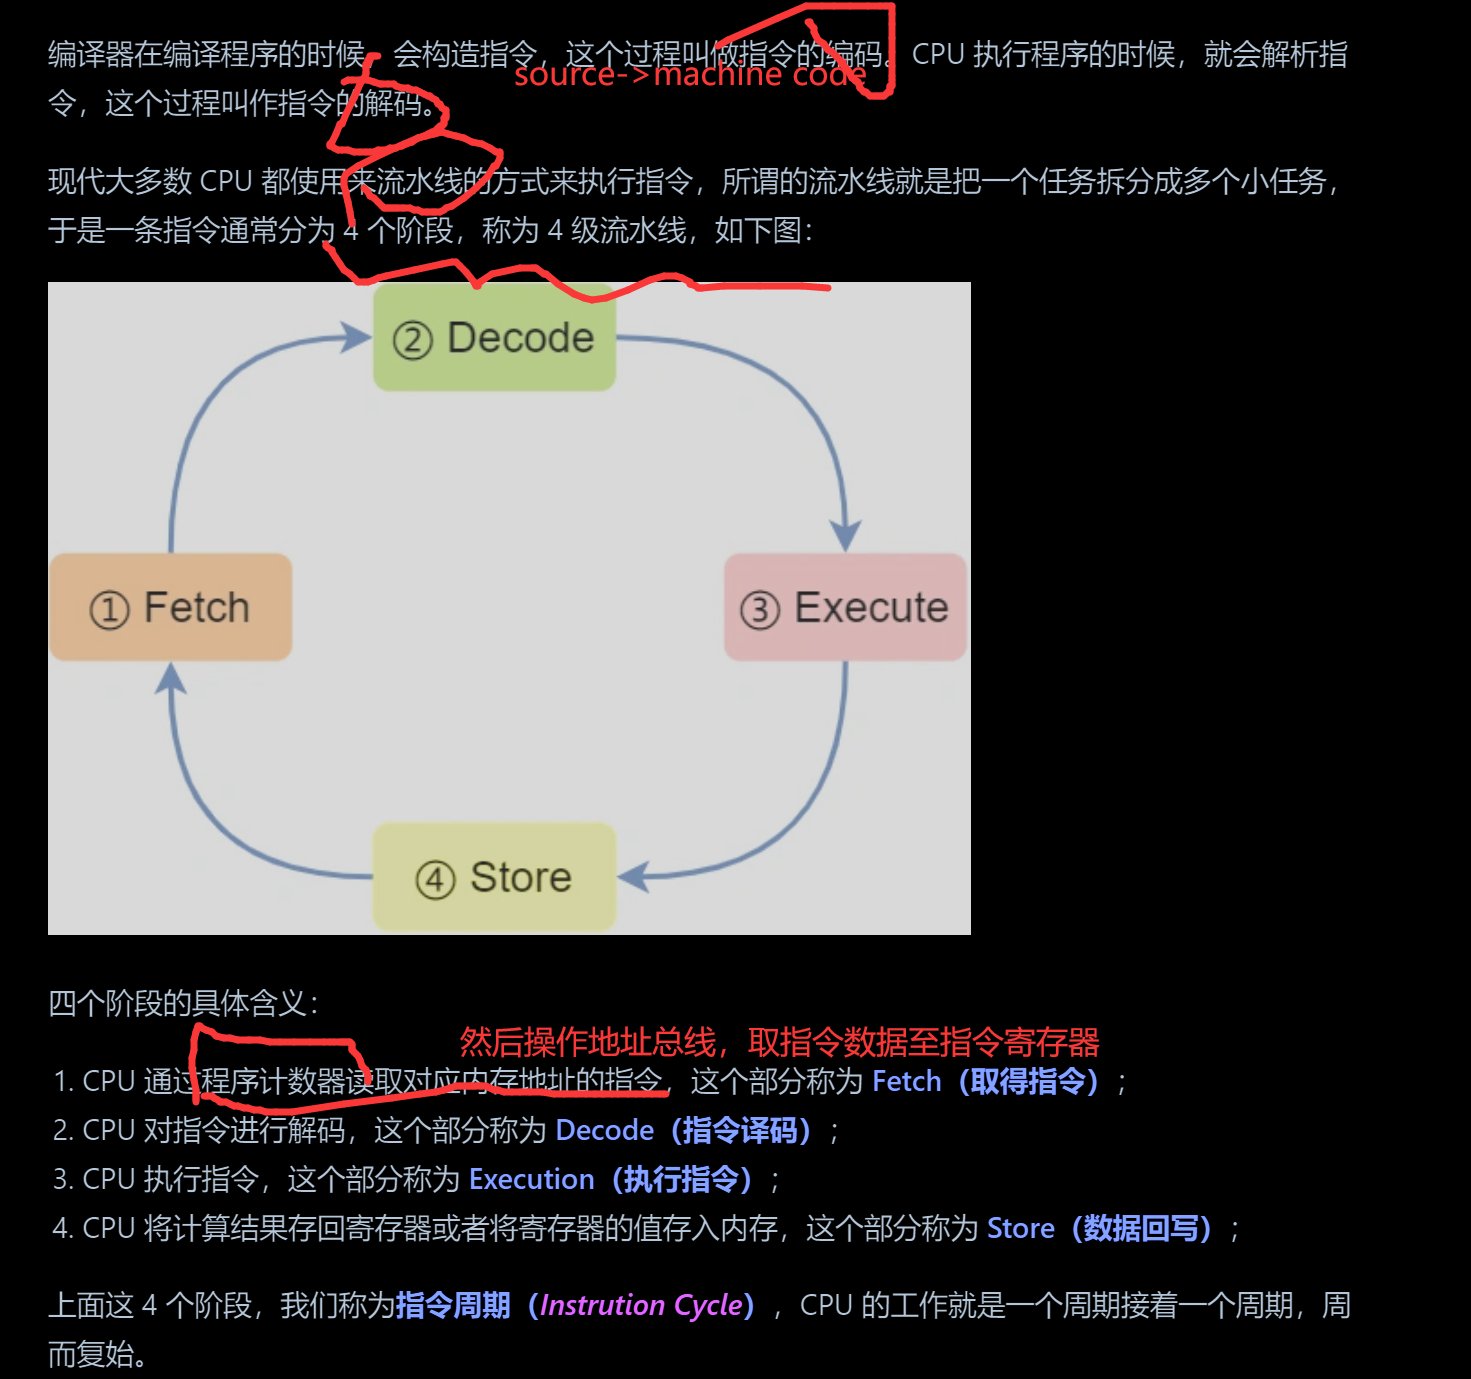 编译器在编译程序的时候，会构造指令，这个过程叫做指令的编码。CPU 执行程序的时候，就会解析指
source->machine code
令，这个过程叫作指令的解码。
现代大多数 CPU 都使用来流水线的方式来执行指令，所谓的流水线就是把一个任务拆分成多个小任务，
于是一条指令通常分为 4 个阶段，称为 4 级流水线，如下图：
② Decode
① Fetch
③ Execute
④ Store
四个阶段的具体含义：
然后操作地址总线，取指令数据至指令寄存器
1. CPU 通过程序计数器读取对应内存地址的指令，这个部分称为 Fetch（取得指令）；
2. CPU 对指令进行解码，这个部分称为 Decode（指令译码）；
3. CPU 执行指令，这个部分称为 Execution（执行指令）；
4. CPU 将计算结果存回寄存器或者将寄存器的值存入内存，这个部分称为 Store（数据回写）；
上面这 4 个阶段，我们称为指令周期（Instrution Cycle），CPU 的工作就是一个周期接着一个周期，周
而复始。